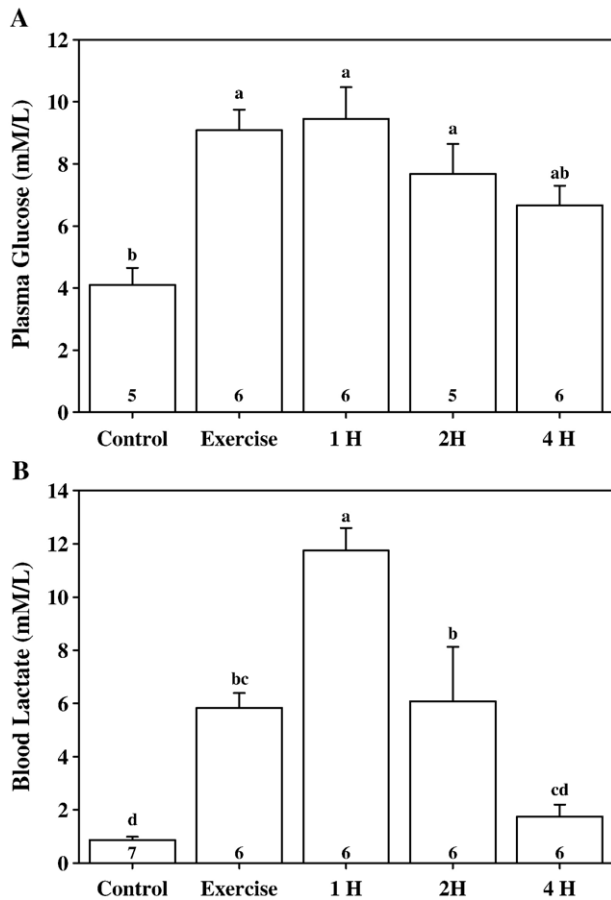 A
Plasma Glucose (mM/L)
12
10
8
6
4
2
0
b
a
a
a
ab
5
6
6
5
6
Control
Exercise
1 H
2H
4 H
B
Blood Lactate (mM/L)
14
12
10
8
6
4
2
0
d
bc
a
b
cd
7
6
6
6
6
Control
Exercise
1 H
2H
4 H